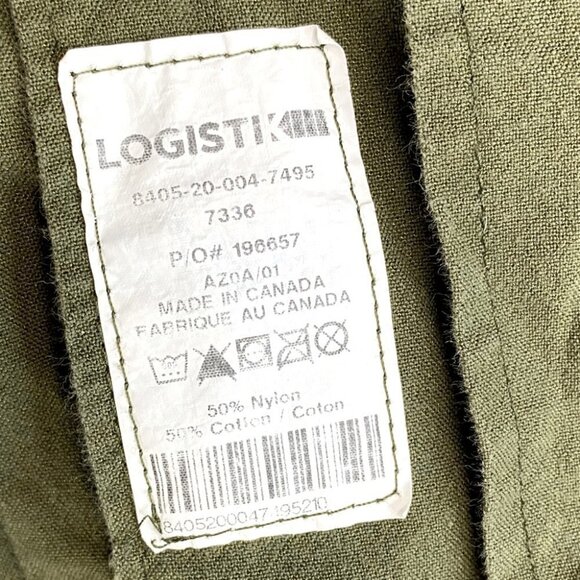 LOGISTIK
8405-20-004-7495
7336
P/O# 196657
AZ0A/01
MADE IN CANADA
FABRIQUE AU CANADA
50% Nylon
50% Cotton / Coton
8405200047495210